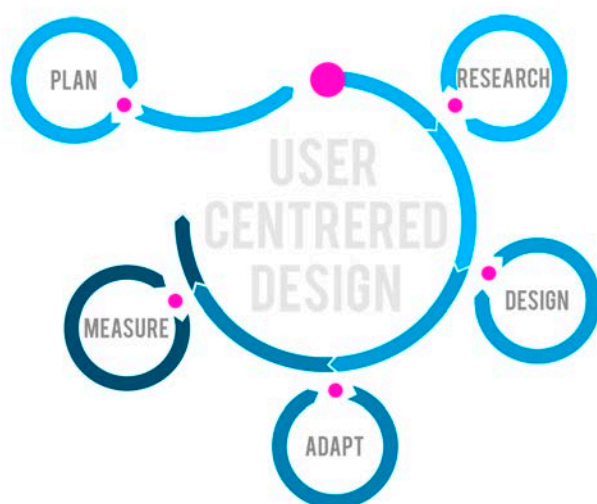 PLAN
RESEARCH
USER
CENTRERED
DESIGN
DESIGN
MEASURE
ADAPT